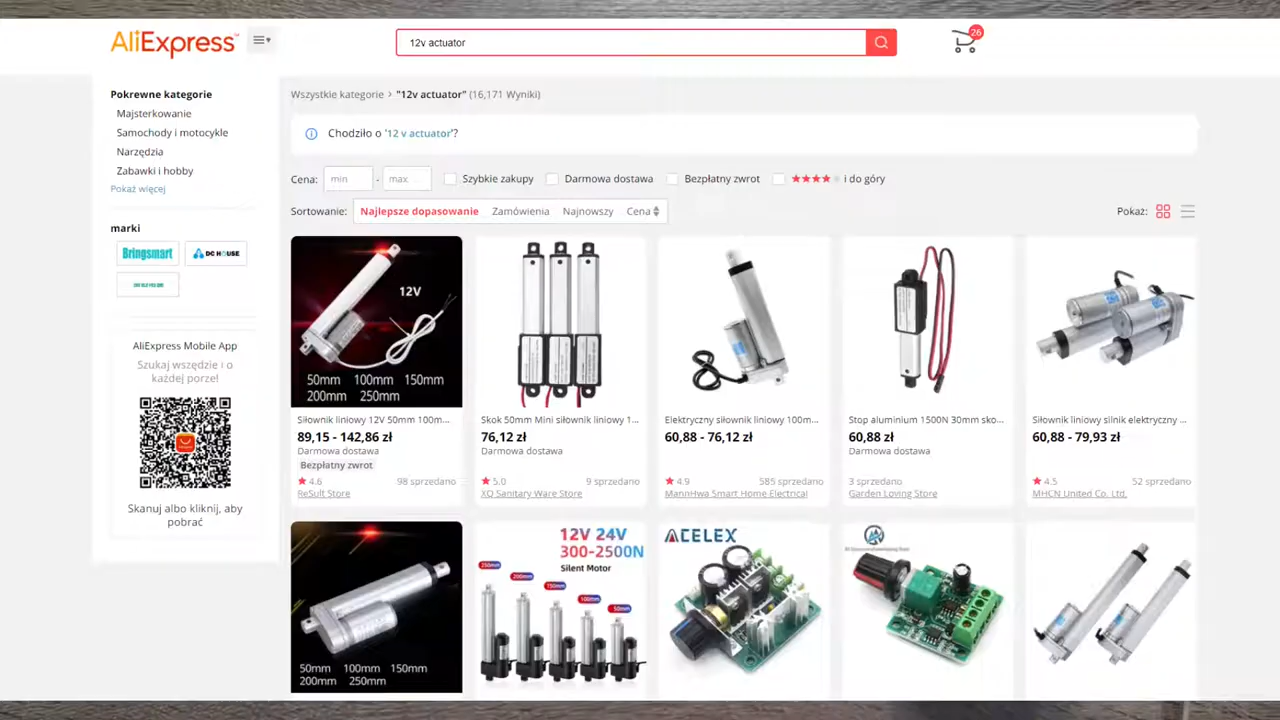 AliExpress
12v actuator
26
Pokrewne kategorie
Majsterkowanie
Samochody i motocykle
Narzędzia
Zabawki i hobby
Pokaż więcej
marki
Bringsmart
DC HOUSE
AliExpress Mobile App
Szukaj wszędzie i o
każdej porze!
Skanuj albo kliknij, aby
pobrać
Wszystkie kategorie > "12v actuator" (16,171 Wyniki)
Chodziło o '12 v actuator'?
Cena: min - max Szybkie zakupy Darmowa dostawa Bezpłatny zwrot i do góry
Sortowanie: Najlepsze dopasowanie Zamówienia Najnowszy Cena Pokaż:
12V
50mm 100mm 150mm
200mm 250mm
Siłownik liniowy 12V 50mm 100m...
89,15 - 142,86 zł
Darmowa dostawa
Bezpłatny zwrot
4.6 98 sprzedano
ReSult Store
Skok 50mm Mini siłownik liniowy 1...
76,12 zł
Darmowa dostawa
5.0 9 sprzedano
XQ Sanitary Ware Store
Elektryczny siłownik liniowy 100m...
60,88 - 76,12 zł
4.9 585 sprzedano
MannHwa Smart Home Electrical
Stop aluminium 1500N 30mm sko...
60,88 zł
Darmowa dostawa
3 sprzedano
Garden Loving Store
Siłownik liniowy silnik elektryczny ...
60,88 - 79,93 zł
4.5 52 sprzedano
MHCN United Co. Ltd.
50mm 100mm 150mm
200mm 250mm
12V 24V
300-2500N
Silent Motor
250mm
200mm
150mm
100mm
50mm
ACELEX